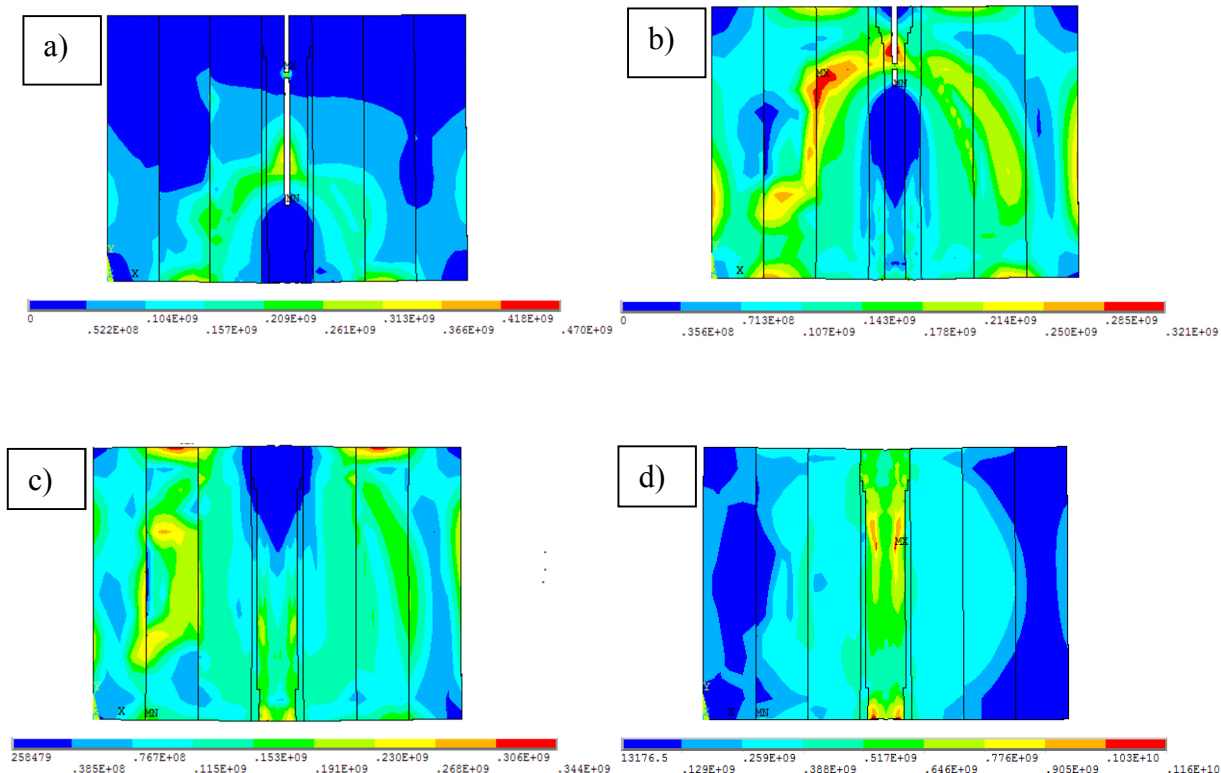 a)
b)
MX
MN
Y
X
MX
MN
Y
X
0 .104E+09 .209E+09 .313E+09 .418E+09
.522E+08 .157E+09 .261E+09 .366E+09 .470E+09
0 .713E+08 .143E+09 .214E+09 .285E+09
.356E+08 .107E+09 .178E+09 .250E+09 .321E+09
c)
d)
Y
X MN
MX
Y
X MN
258479 .767E+08 .153E+09 .230E+09 .306E+09
.385E+08 .115E+09 .191E+09 .268E+09 .344E+09
13176.5 .259E+09 .517E+09 .776E+09 .103E+10
.129E+09 .388E+09 .646E+09 .905E+09 .116E+10